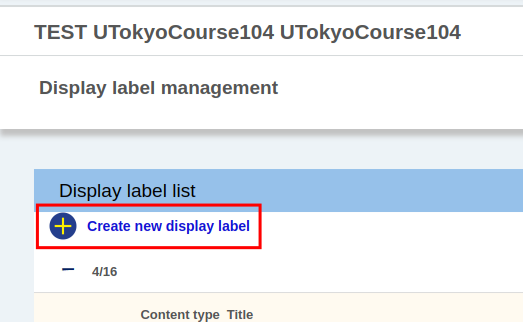 TEST UTokyoCourse104 UTokyoCourse104
Display label management
Display label list
Create new display label
4/16
Content type Title